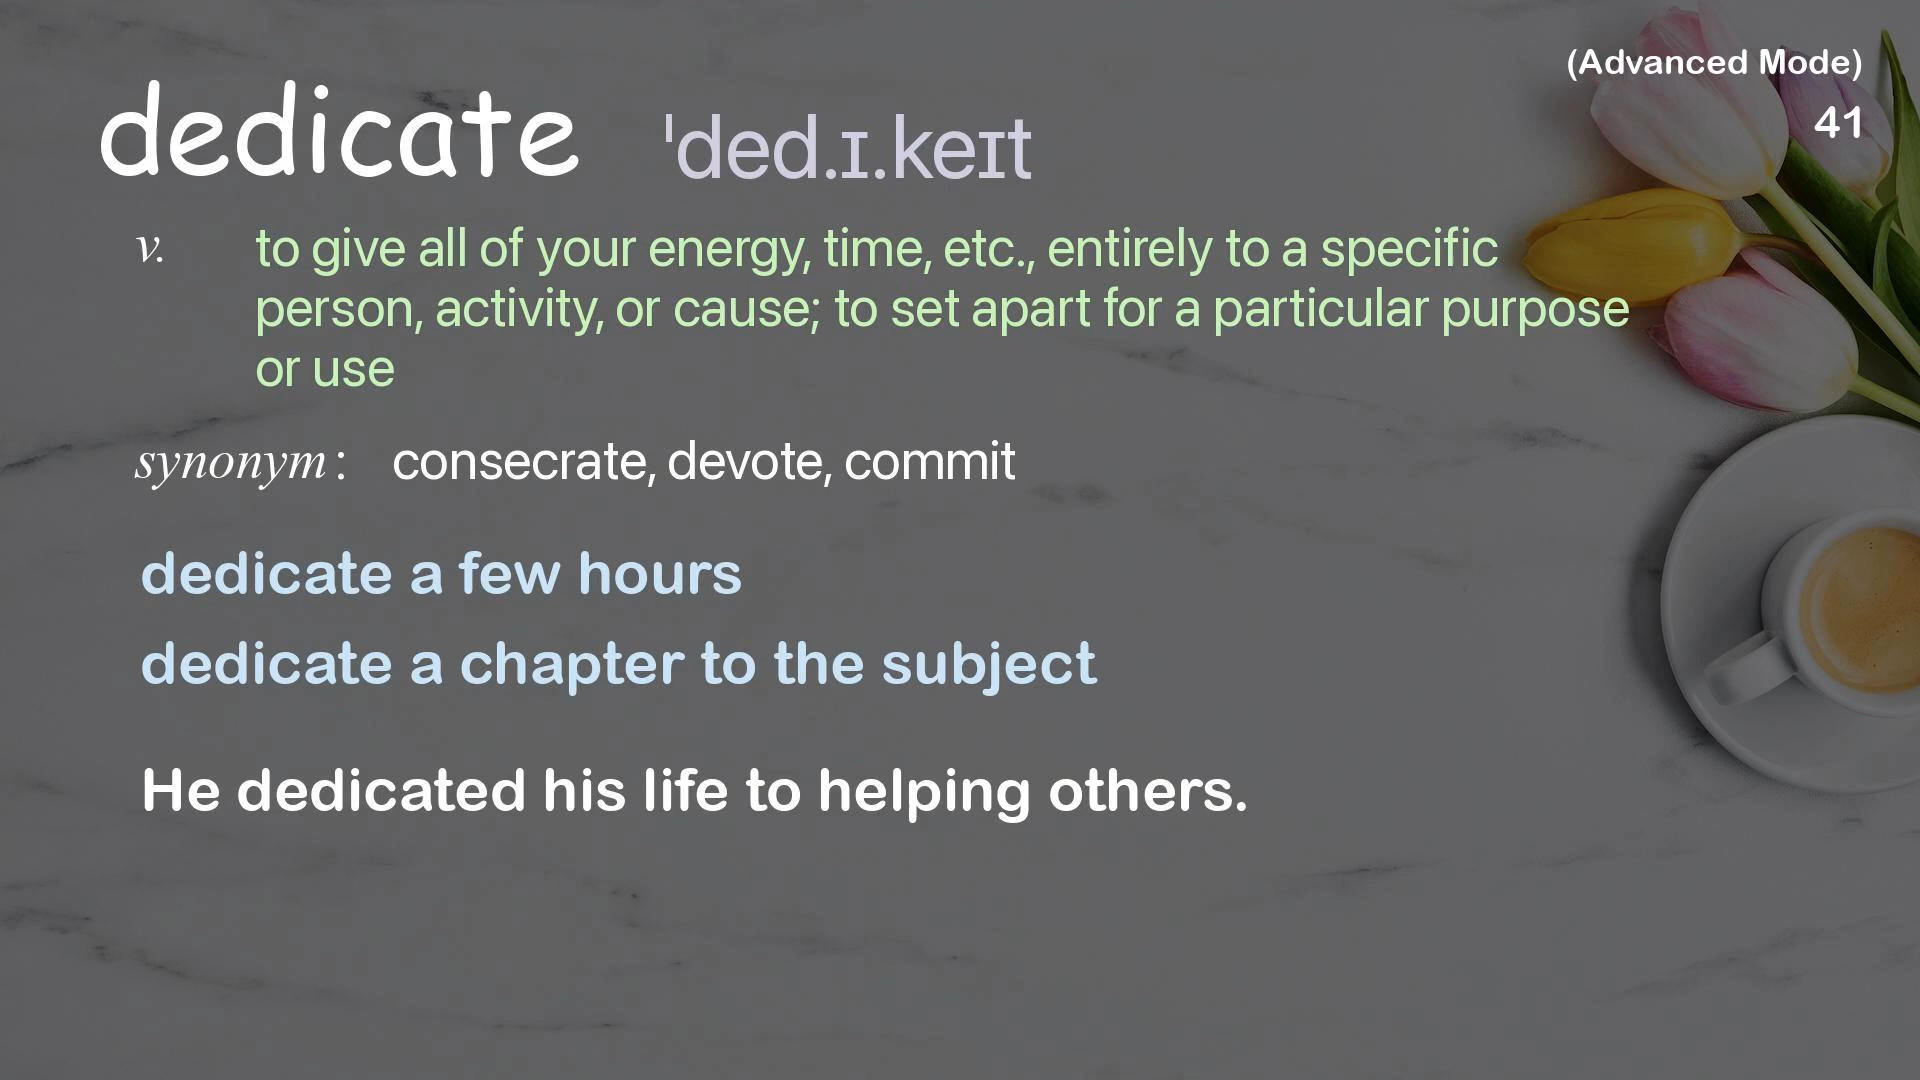 (Advanced Mode)
41
dedicate ˈded.ɪ.keɪt
v. to give all of your energy, time, etc., entirely to a specific
person, activity, or cause; to set apart for a particular purpose
or use
synonym: consecrate, devote, commit
dedicate a few hours
dedicate a chapter to the subject
He dedicated his life to helping others.